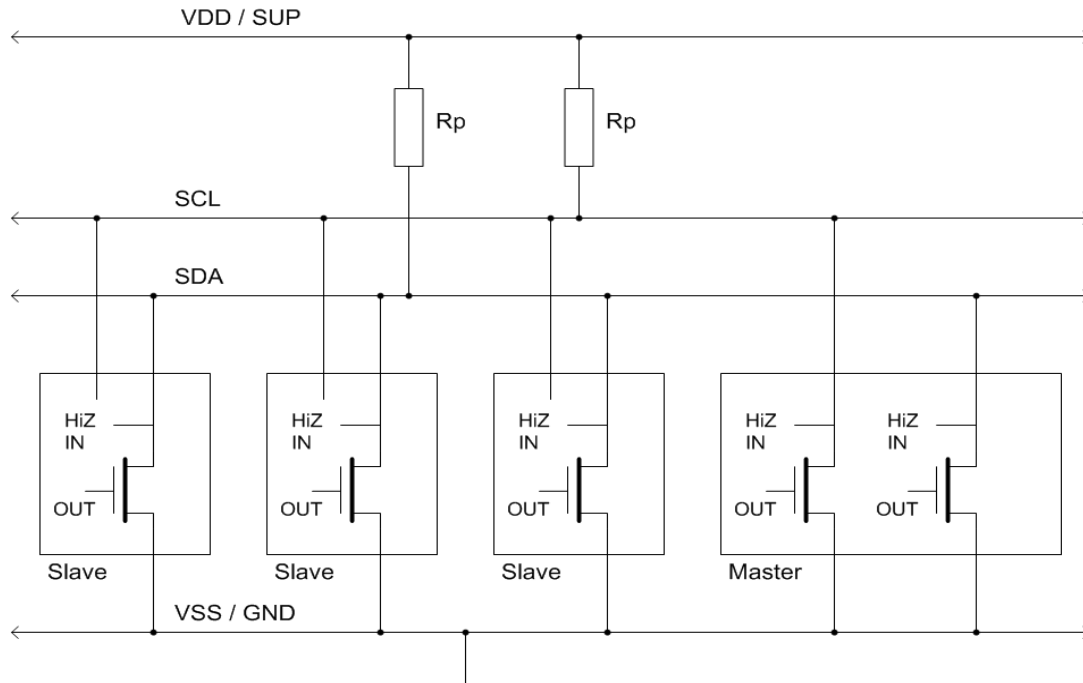 VDD / SUP
Rp
Rp
SCL
SDA
HiZ
IN
OUT
Slave
HiZ
IN
OUT
Slave
HiZ
IN
OUT
Slave
HiZ
IN
OUT
HiZ
IN
OUT
Master
VSS / GND